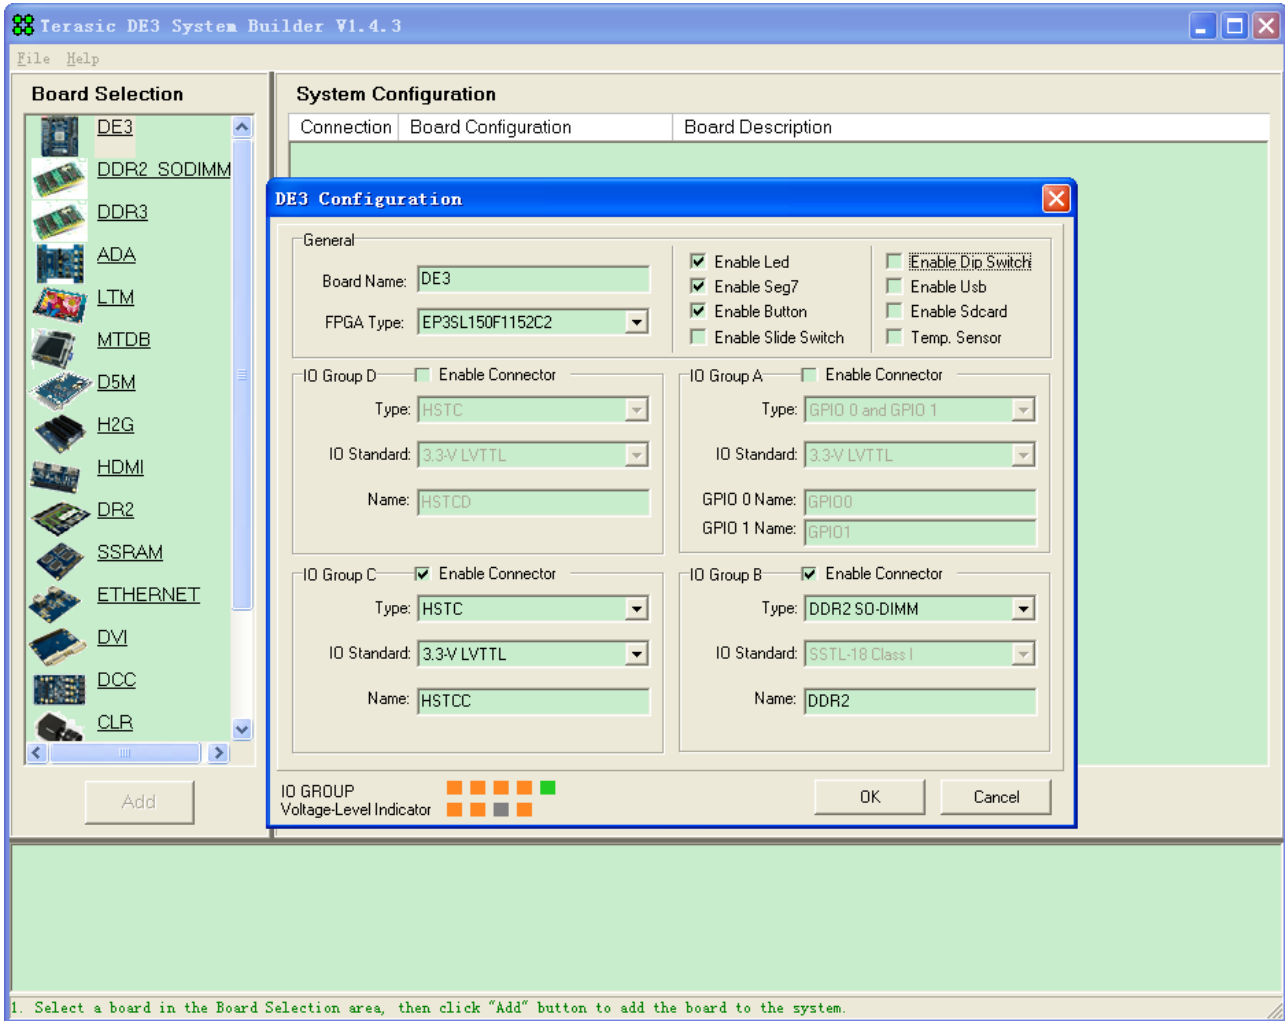 Terasic DE3 System Builder V1.4.3
File Help
Board Selection
DE3
DDR2_SODIMM
DDR3
ADA
LTM
MTDB
D5M
H2G
HDMI
DR2
SSRAM
ETHERNET
DVI
DCC
CLR
Add
System Configuration
Connection Board Configuration Board Description
DE3 Configuration
General
Board Name: DE3
FPGA Type: EP3SL150F1152C2
Enable Led
Enable Seg7
Enable Button
Enable Slide Switch
Enable Dip Switch
Enable Usb
Enable Sdcard
Temp. Sensor
IO Group D Enable Connector
Type: HSTC
IO Standard: 3.3-V LVTTL
Name: HSTCD
IO Group A Enable Connector
Type: GPIO 0 and GPIO 1
IO Standard: 3.3-V LVTTL
GPIO 0 Name: GPIO0
GPIO 1 Name: GPIO1
IO Group C Enable Connector
Type: HSTC
IO Standard: 3.3-V LVTTL
Name: HSTCC
IO Group B Enable Connector
Type: DDR2 SO-DIMM
IO Standard: SSTL-18 Class I
Name: DDR2
IO GROUP
Voltage-Level Indicator
OK Cancel
1. Select a board in the Board Selection area, then click "Add" button to add the board to the system.